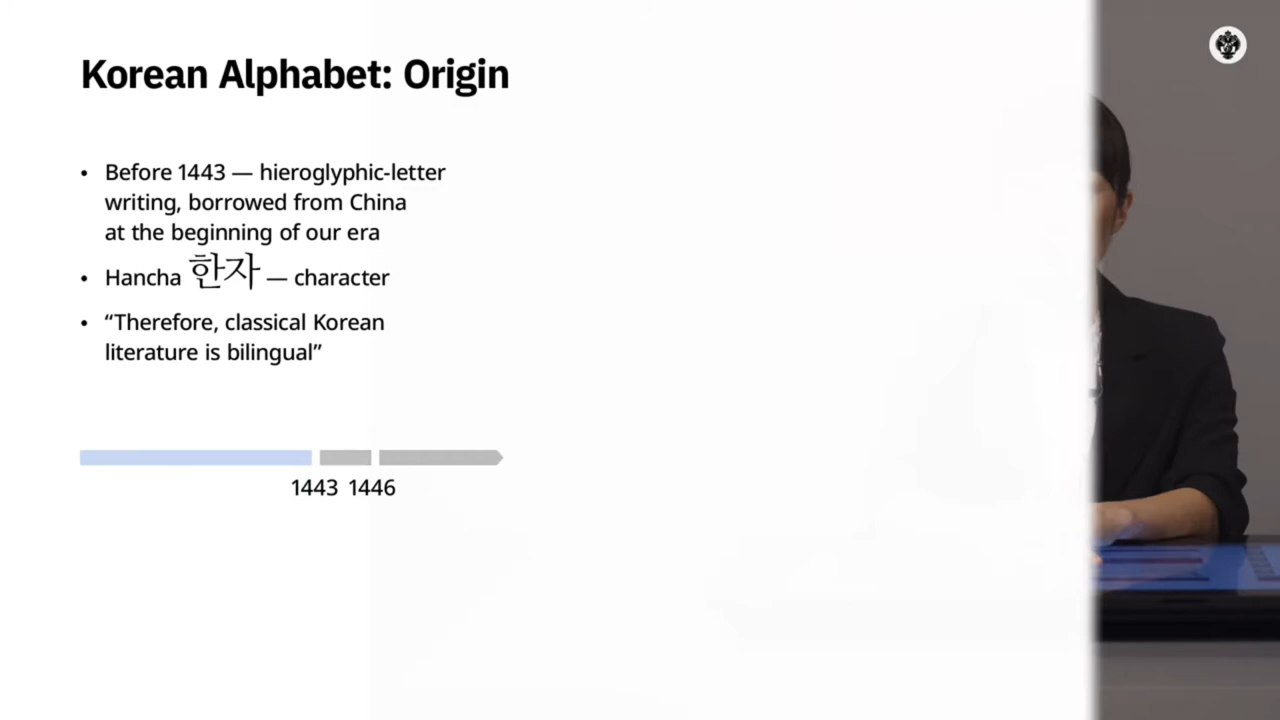 Korean Alphabet: Origin
• Before 1443 — hieroglyphic-letter
writing, borrowed from China
at the beginning of our era
• Hancha 한자 — character
• “Therefore, classical Korean
literature is bilingual”
1443 1446